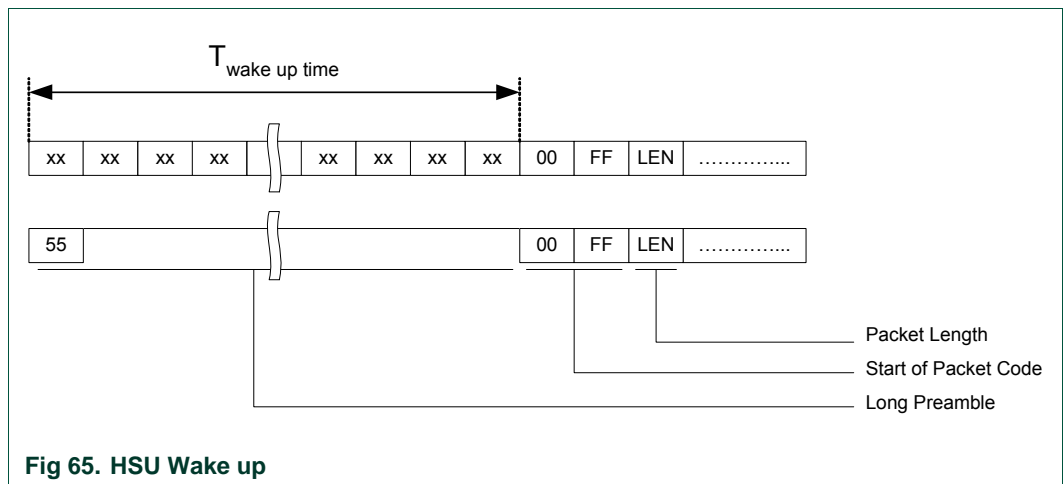 T wake up time
xx xx xx xx xx xx xx xx 00 FF LEN …………...
55 00 FF LEN …………...
Packet Length
Start of Packet Code
Long Preamble
Fig 65. HSU Wake up